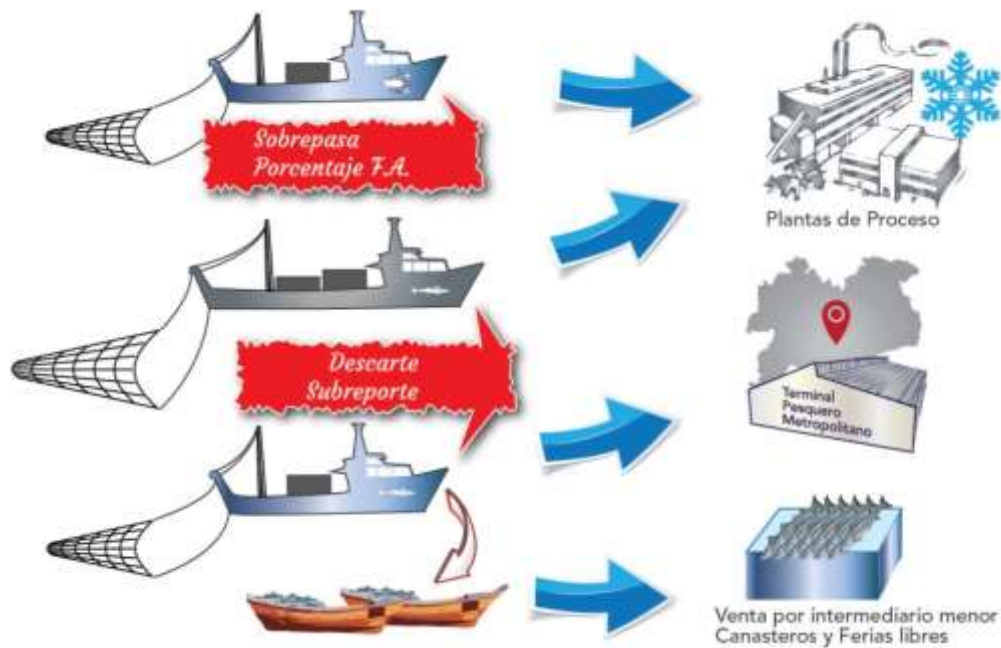 Sobrepasa
Porcentaje F.A.
Plantas de Proceso
Descarte
Subreporte
Terminal
Pesquero
Metropolitano
Venta por intermediario menor
Canasteros y Ferias libres